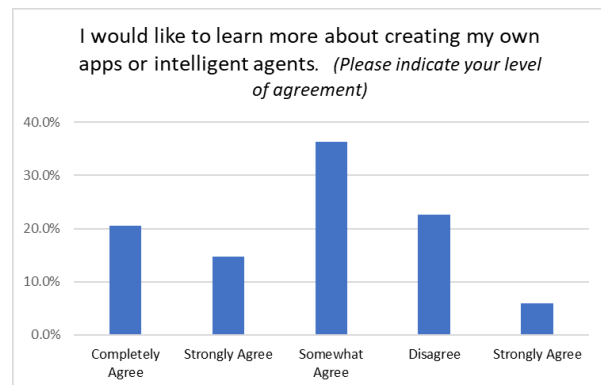 I would like to learn more about creating my own
apps or intelligent agents. (Please indicate your level
of agreement)
40.0%
30.0%
20.0%
10.0%
0.0%
Completely Agree
Strongly Agree
Somewhat Agree
Disagree
Strongly Agree